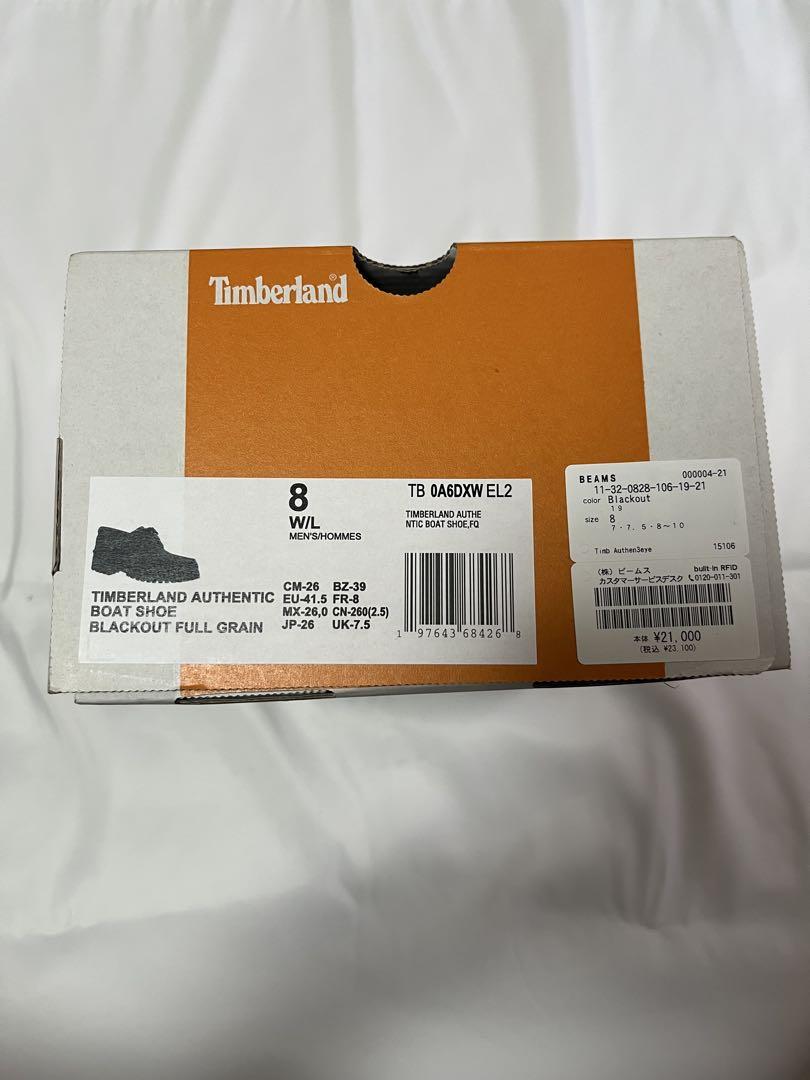 Timberland®
8
W/L
MEN'S/HOMMES
TB 0A6DXW EL2
TIMBERLAND AUTHE
NTIC BOAT SHOE,FQ
TIMBERLAND AUTHENTIC
BOAT SHOE
BLACKOUT FULL GRAIN
CM-26 BZ-39
EU-41.5 FR-8
MX-26,0 CN-260(2.5)
JP-26 UK-7.5
1 97643 68426 8
BEAMS 000004-21
11-32-0828-106-19-21
color Blackout
19
size 8
7・7.5・8～10
Timb Authen3eye 15106
(株) ビームス built-in RFID
カスタマーサービスデスク 📞0120-011-301
本体 ¥21,000
(税込 ¥23,100)